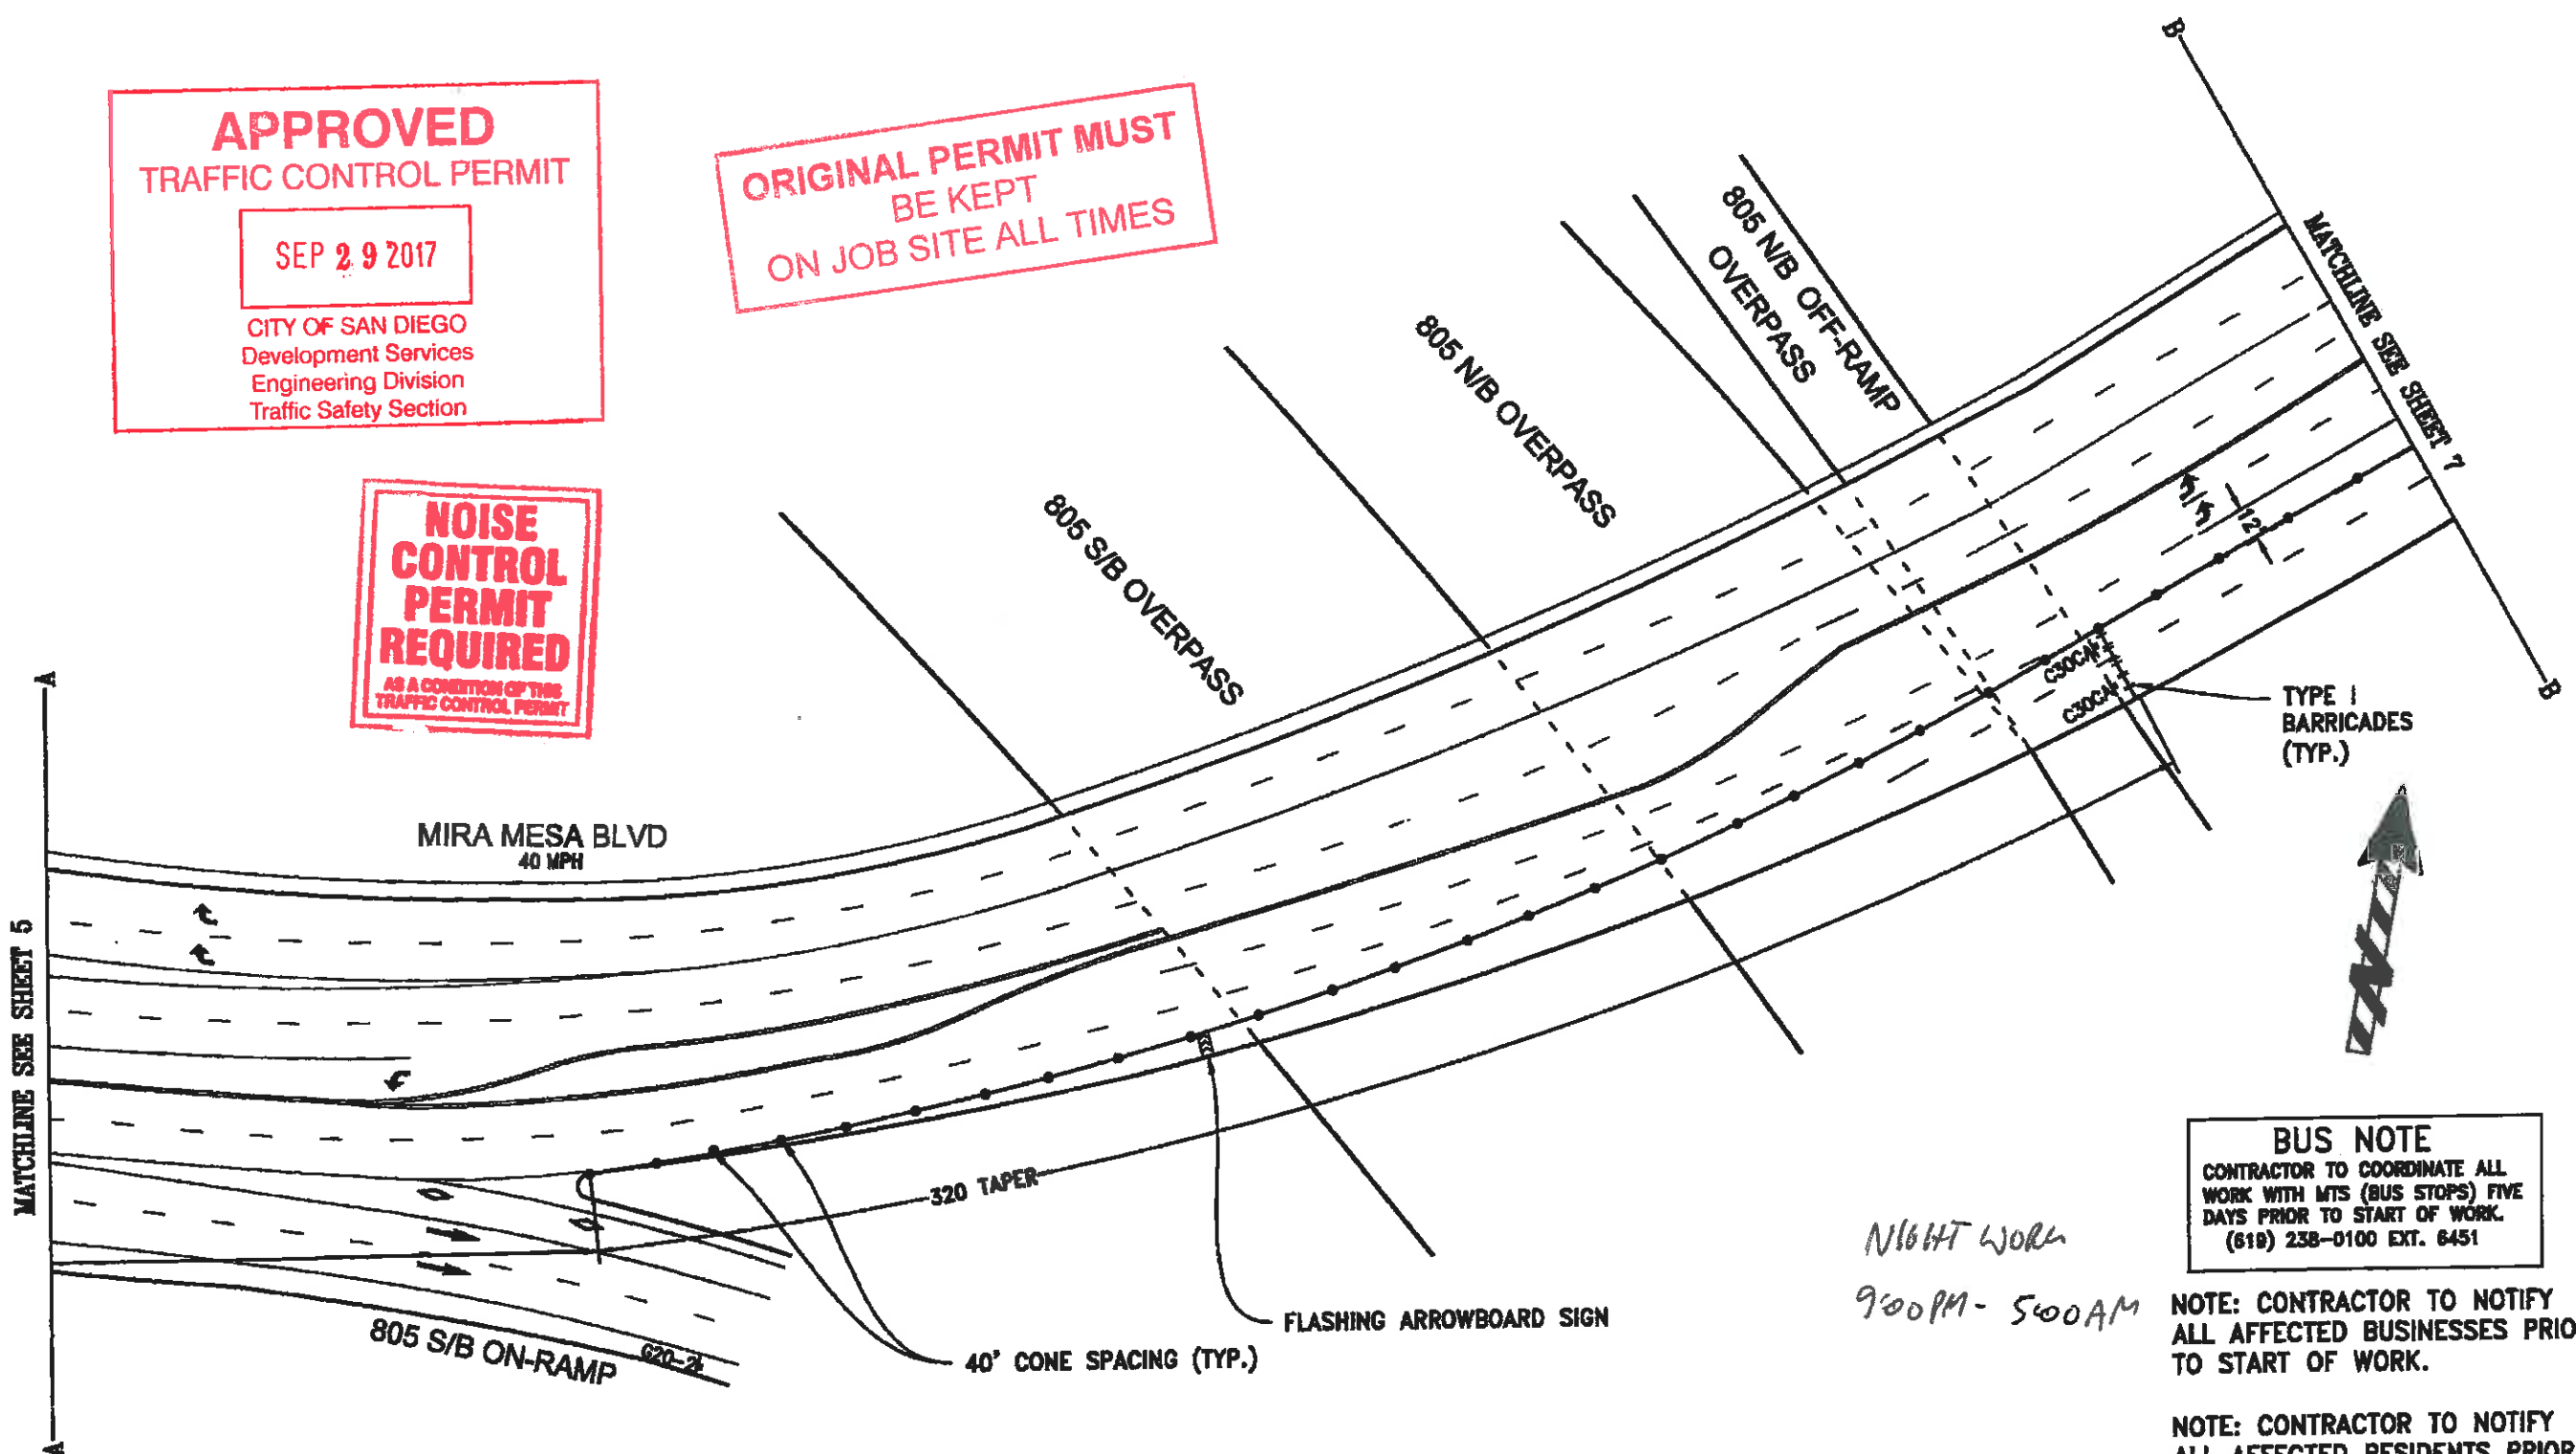 APPROVED
TRAFFIC CONTROL PERMIT
SEP 29 2017
CITY OF SAN DIEGO
Development Services
Engineering Division
Traffic Safety Section
ORIGINAL PERMIT MUST
BE KEPT
ON JOB SITE ALL TIMES
NOISE
CONTROL
PERMIT
REQUIRED
AS A CONDITION OF THIS
TRAFFIC CONTROL PERMIT
B
MATCHLINE SEE SHEET 7
B
805 N/B OFF-RAMP
OVERPASS
805 N/B OVERPASS
805 S/B OVERPASS
12'
C30CA
C30CA
TYPE I
BARRICADES
(TYP.)
MIRA MESA BLVD
40 MPH
A
MATCHLINE SEE SHEET 5
A
N
320 TAPER
FLASHING ARROWBOARD SIGN
40' CONE SPACING (TYP.)
805 S/B ON-RAMP
G20-2
NIGHT WORK
9:00PM - 5:00AM
BUS NOTE
CONTRACTOR TO COORDINATE ALL
WORK WITH MTS (BUS STOPS) FIVE
DAYS PRIOR TO START OF WORK.
(619) 238-0100 EXT. 6451
NOTE: CONTRACTOR TO NOTIFY
ALL AFFECTED BUSINESSES PRIO
TO START OF WORK.
NOTE: CONTRACTOR TO NOTIFY
ALL AFFECTED RESIDENTS PRIOR